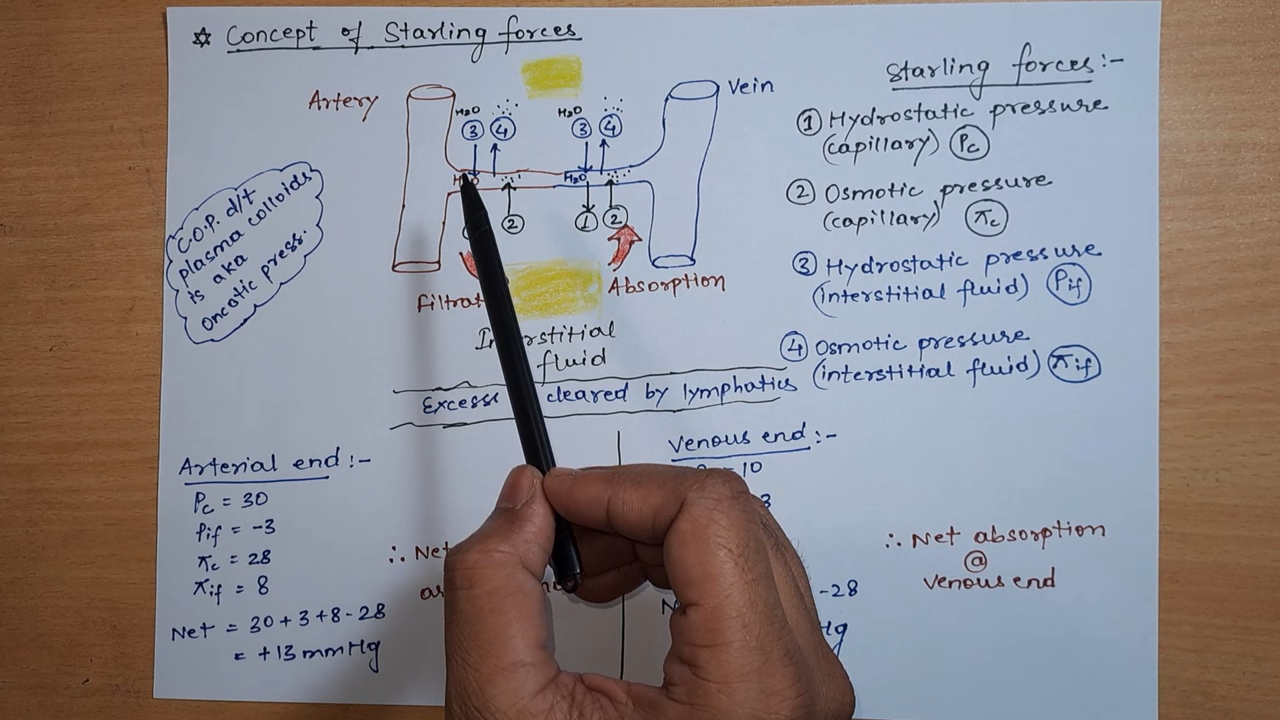 ☆ Concept of Starling forces
Artery
Vein
H₂O
H₂O
③ ④ ③ ④
H₂O
② ① ②
Absorption
fluid
Excess cleared by lymphatics
C.O.P. d/t
plasma colloids
is aka
oncotic press.
Starling forces:-
① Hydrostatic pressure
(capillary) Pc
② Osmotic pressure
(capillary) πc
③ Hydrostatic pressure
(interstitial fluid) Pif
④ Osmotic pressure
(interstitial fluid) πif
Arterial end:-
Pc = 30
Pif = -3
πc = 28
πif = 8
Net = 30+3+8-28
= +13 mmHg
∴ Net
Venous end:-
10
3
-28
∴ Net absorption
@
venous end